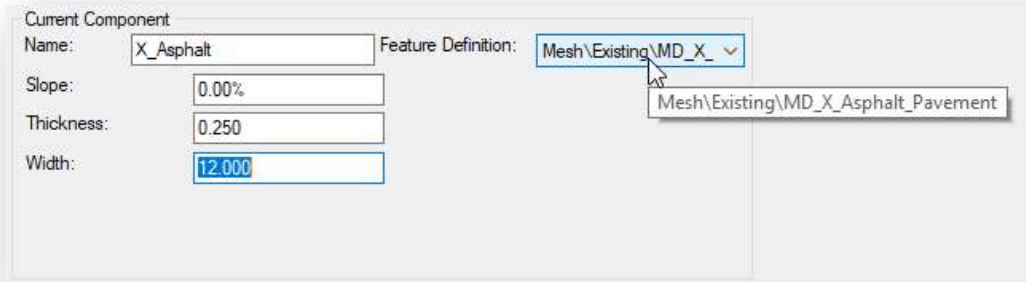 Current Component
Name: X_Asphalt Feature Definition: Mesh\Existing\MD_X_
Mesh\Existing\MD_X_Asphalt_Pavement
Slope: 0.00%
Thickness: 0.250
Width: 12.000